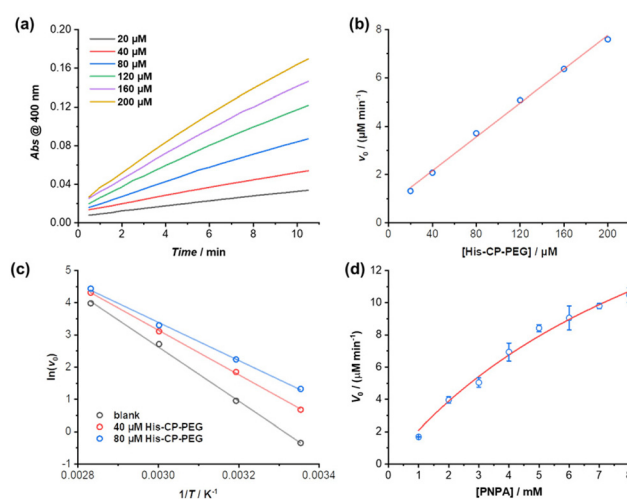 (a)
20 µM
40 µM
80 µM
120 µM
160 µM
200 µM
0.20
0.16
0.12
0.08
0.04
0.00
Abs @ 400 nm
0 2 4 6 8 10
Time / min
(b)
8
6
4
2
0
v0 / (µM min⁻¹)
0 40 80 120 160 200
[His-CP-PEG] / µM
(c)
5
4
3
2
1
0
-1
ln(v0)
blank
40 µM His-CP-PEG
80 µM His-CP-PEG
0.0028 0.0030 0.0032 0.0034
1/T / K⁻¹
(d)
12
10
8
6
4
2
0
V0 / (µM min⁻¹)
0 1 2 3 4 5 6 7 8
[PNPA] / mM